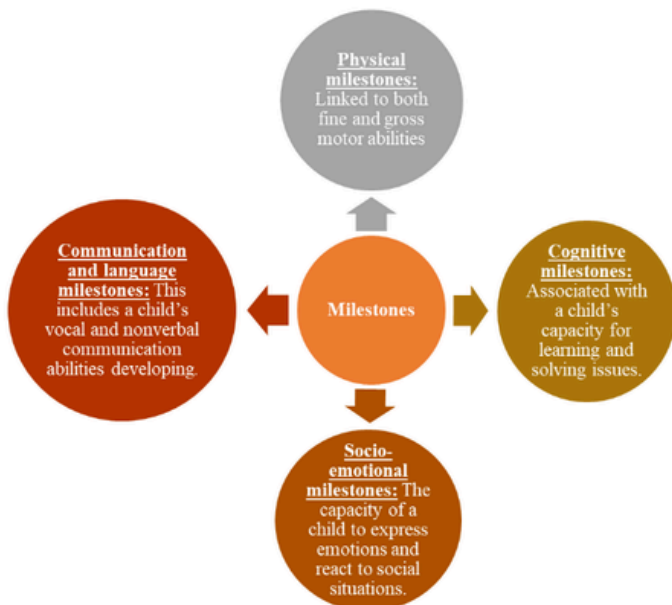 Physical
milestones:
Linked to both
fine and gross
motor abilities
Communication
and language
milestones: This
includes a child's
vocal and nonverbal
communication
abilities developing.
Milestones
Cognitive
milestones:
Associated with
a child's
capacity for
learning and
solving issues.
Socio-
emotional
milestones: The
capacity of a
child to express
emotions and
react to social
situations.